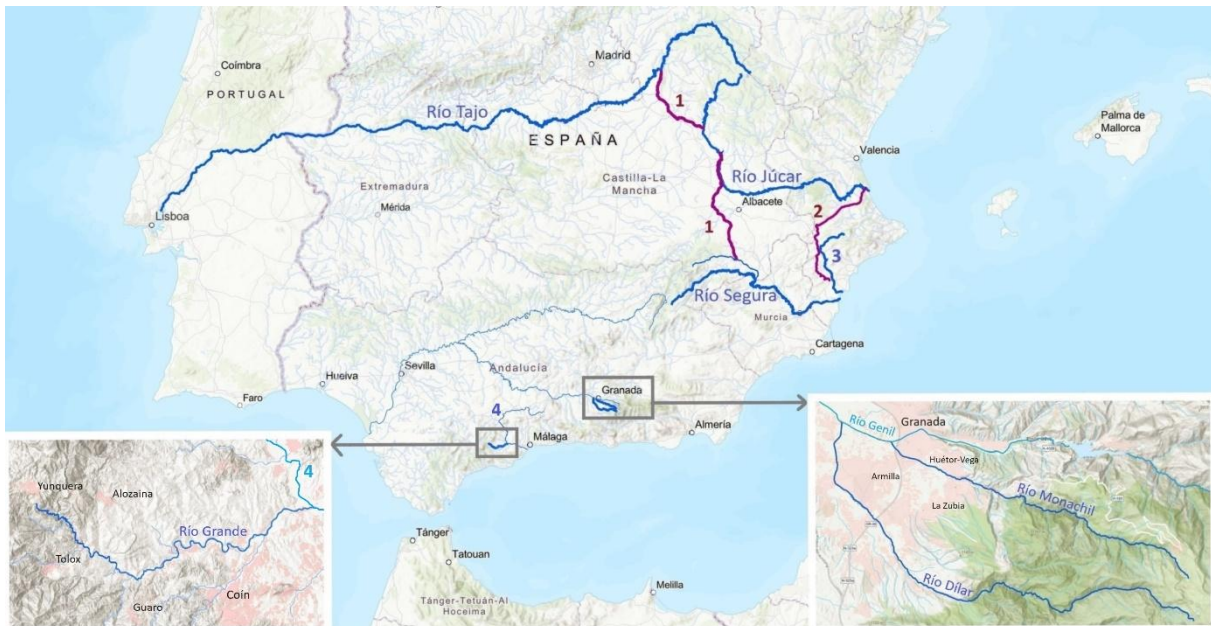 Coímbra
PORTUGAL
Madrid
1
Río Tajo
ESPAÑA
Palma de
Mallorca
Valencia
Castilla-La
Mancha
Río Júcar
Extremadura
Mérida
Albacete
Lisboa
2
1
3
Río Segura
Murcia
Cartagena
Andalucía
Sevilla
Huelva
Granada
Faro
4
Málaga
Almería
Río Genil
Granada
Huétor-Vega
Armilla
Río Monachil
La Zubia
Río Dílar
4
Yunquera
Alozaina
Río Grande
Tolox
Coín
Guaro
Tánger
Tatouan
Melilla
Tánger-Tetuán-Al
Hoceima